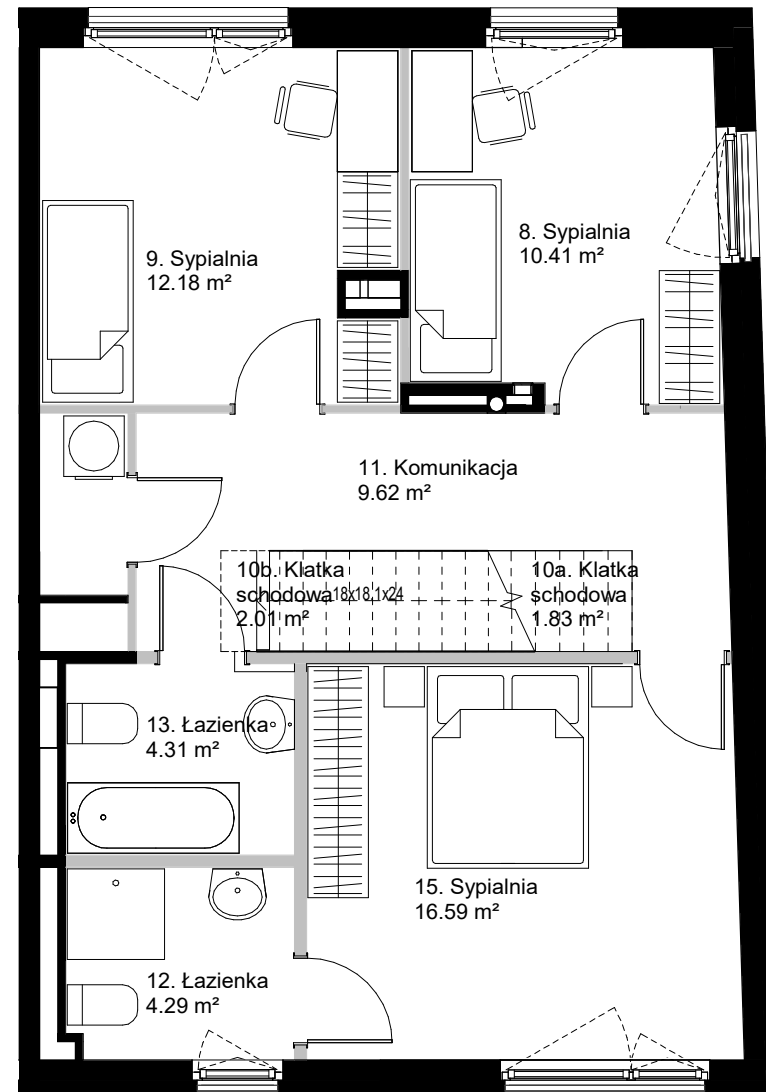 9. Sypialnia
12.18 m²
8. Sypialnia
10.41 m²
11. Komunikacja
9.62 m²
10b. Klatka
schodowa
2.01 m²
18x18,1x24
10a. Klatka
schodowa
1.83 m²
13. Łazienka
4.31 m²
15. Sypialnia
16.59 m²
12. Łazienka
4.29 m²